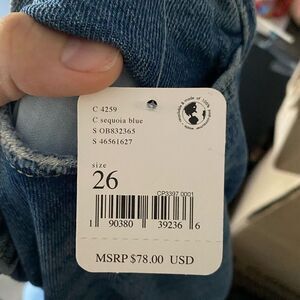 C 4259
C sequoia blue
S OB832365
S 46561627
size
26
CP3397 0001
1 90380 39236 6
MSRP $78.00 USD